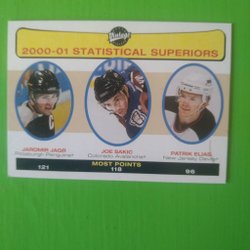 Vintage
2000-01 STATISTICAL SUPERIORS
JAROMIR JAGR
Pittsburgh Penguins
JOE SAKIC
Colorado Avalanche
PATRIK ELIAS
New Jersey Devils
MOST POINTS
121
118
96